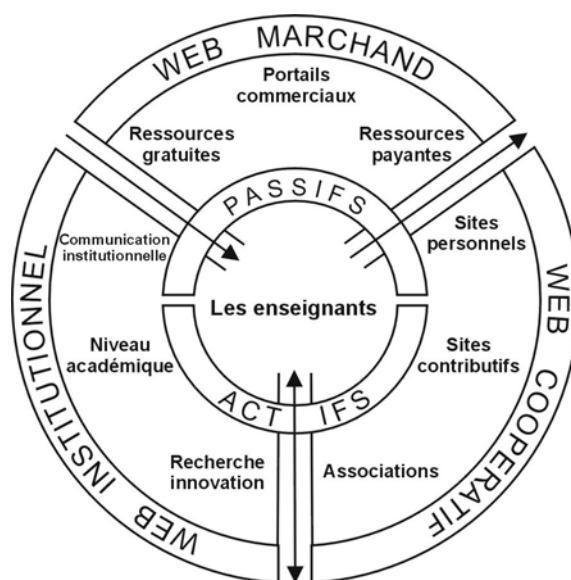 WEB MARCHAND
Portails
commerciaux
Ressources
gratuites
Ressources
payantes
PASSIFS
Communication
institutionnelle
Sites
personnels
Les enseignants
Niveau
académique
Sites
contributifs
ACTIFS
Recherche
innovation
Associations
WEB INSTITUTIONNEL
WEB COOPERATIF